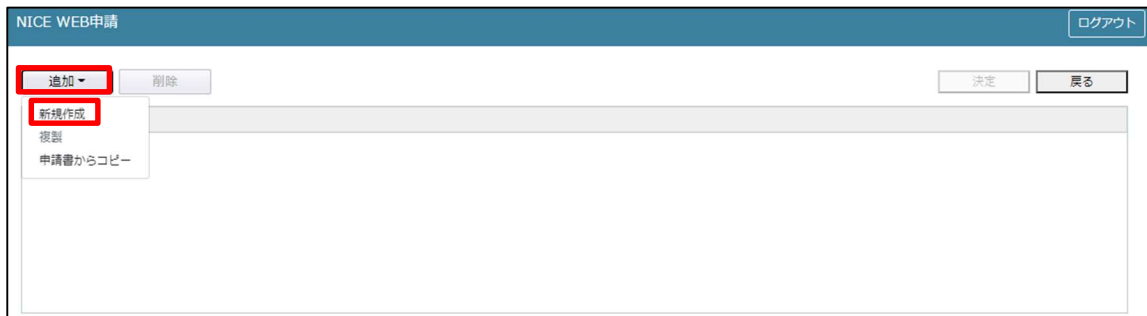 NICE WEB申請
ログアウト
追加▼ 削除 決定 戻る
新規作成
複製
申請書からコピー